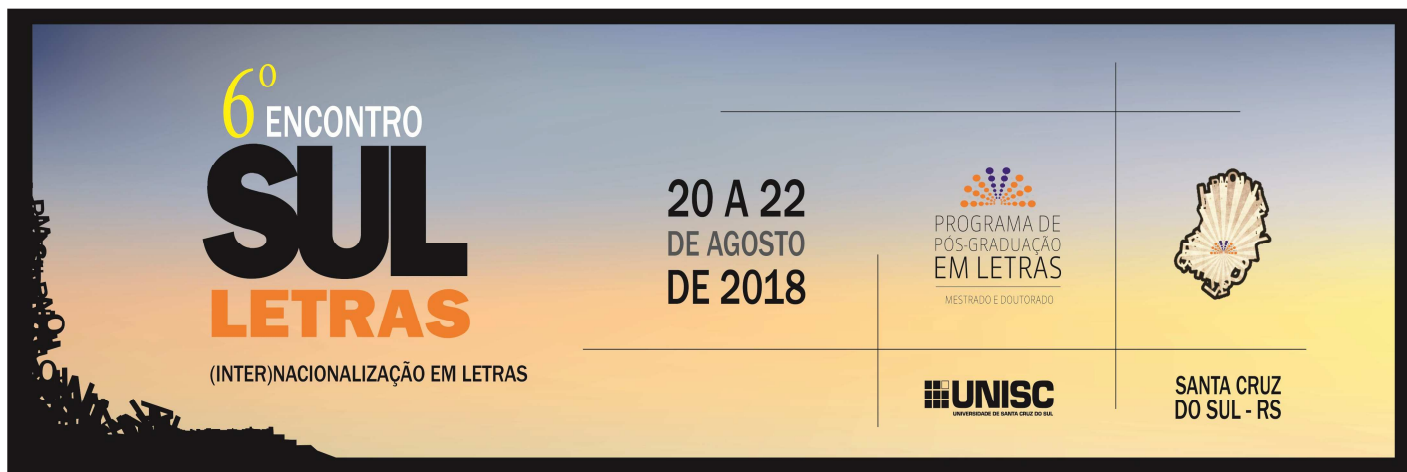 6º ENCONTRO
SUL
LETRAS
(INTER)NACIONALIZAÇÃO EM LETRAS
20 A 22
DE AGOSTO
DE 2018
PROGRAMA DE
PÓS-GRADUAÇÃO
EM LETRAS
MESTRADO E DOUTORADO
UNISC
UNIVERSIDADE DE SANTA CRUZ DO SUL
SANTA CRUZ
DO SUL - RS